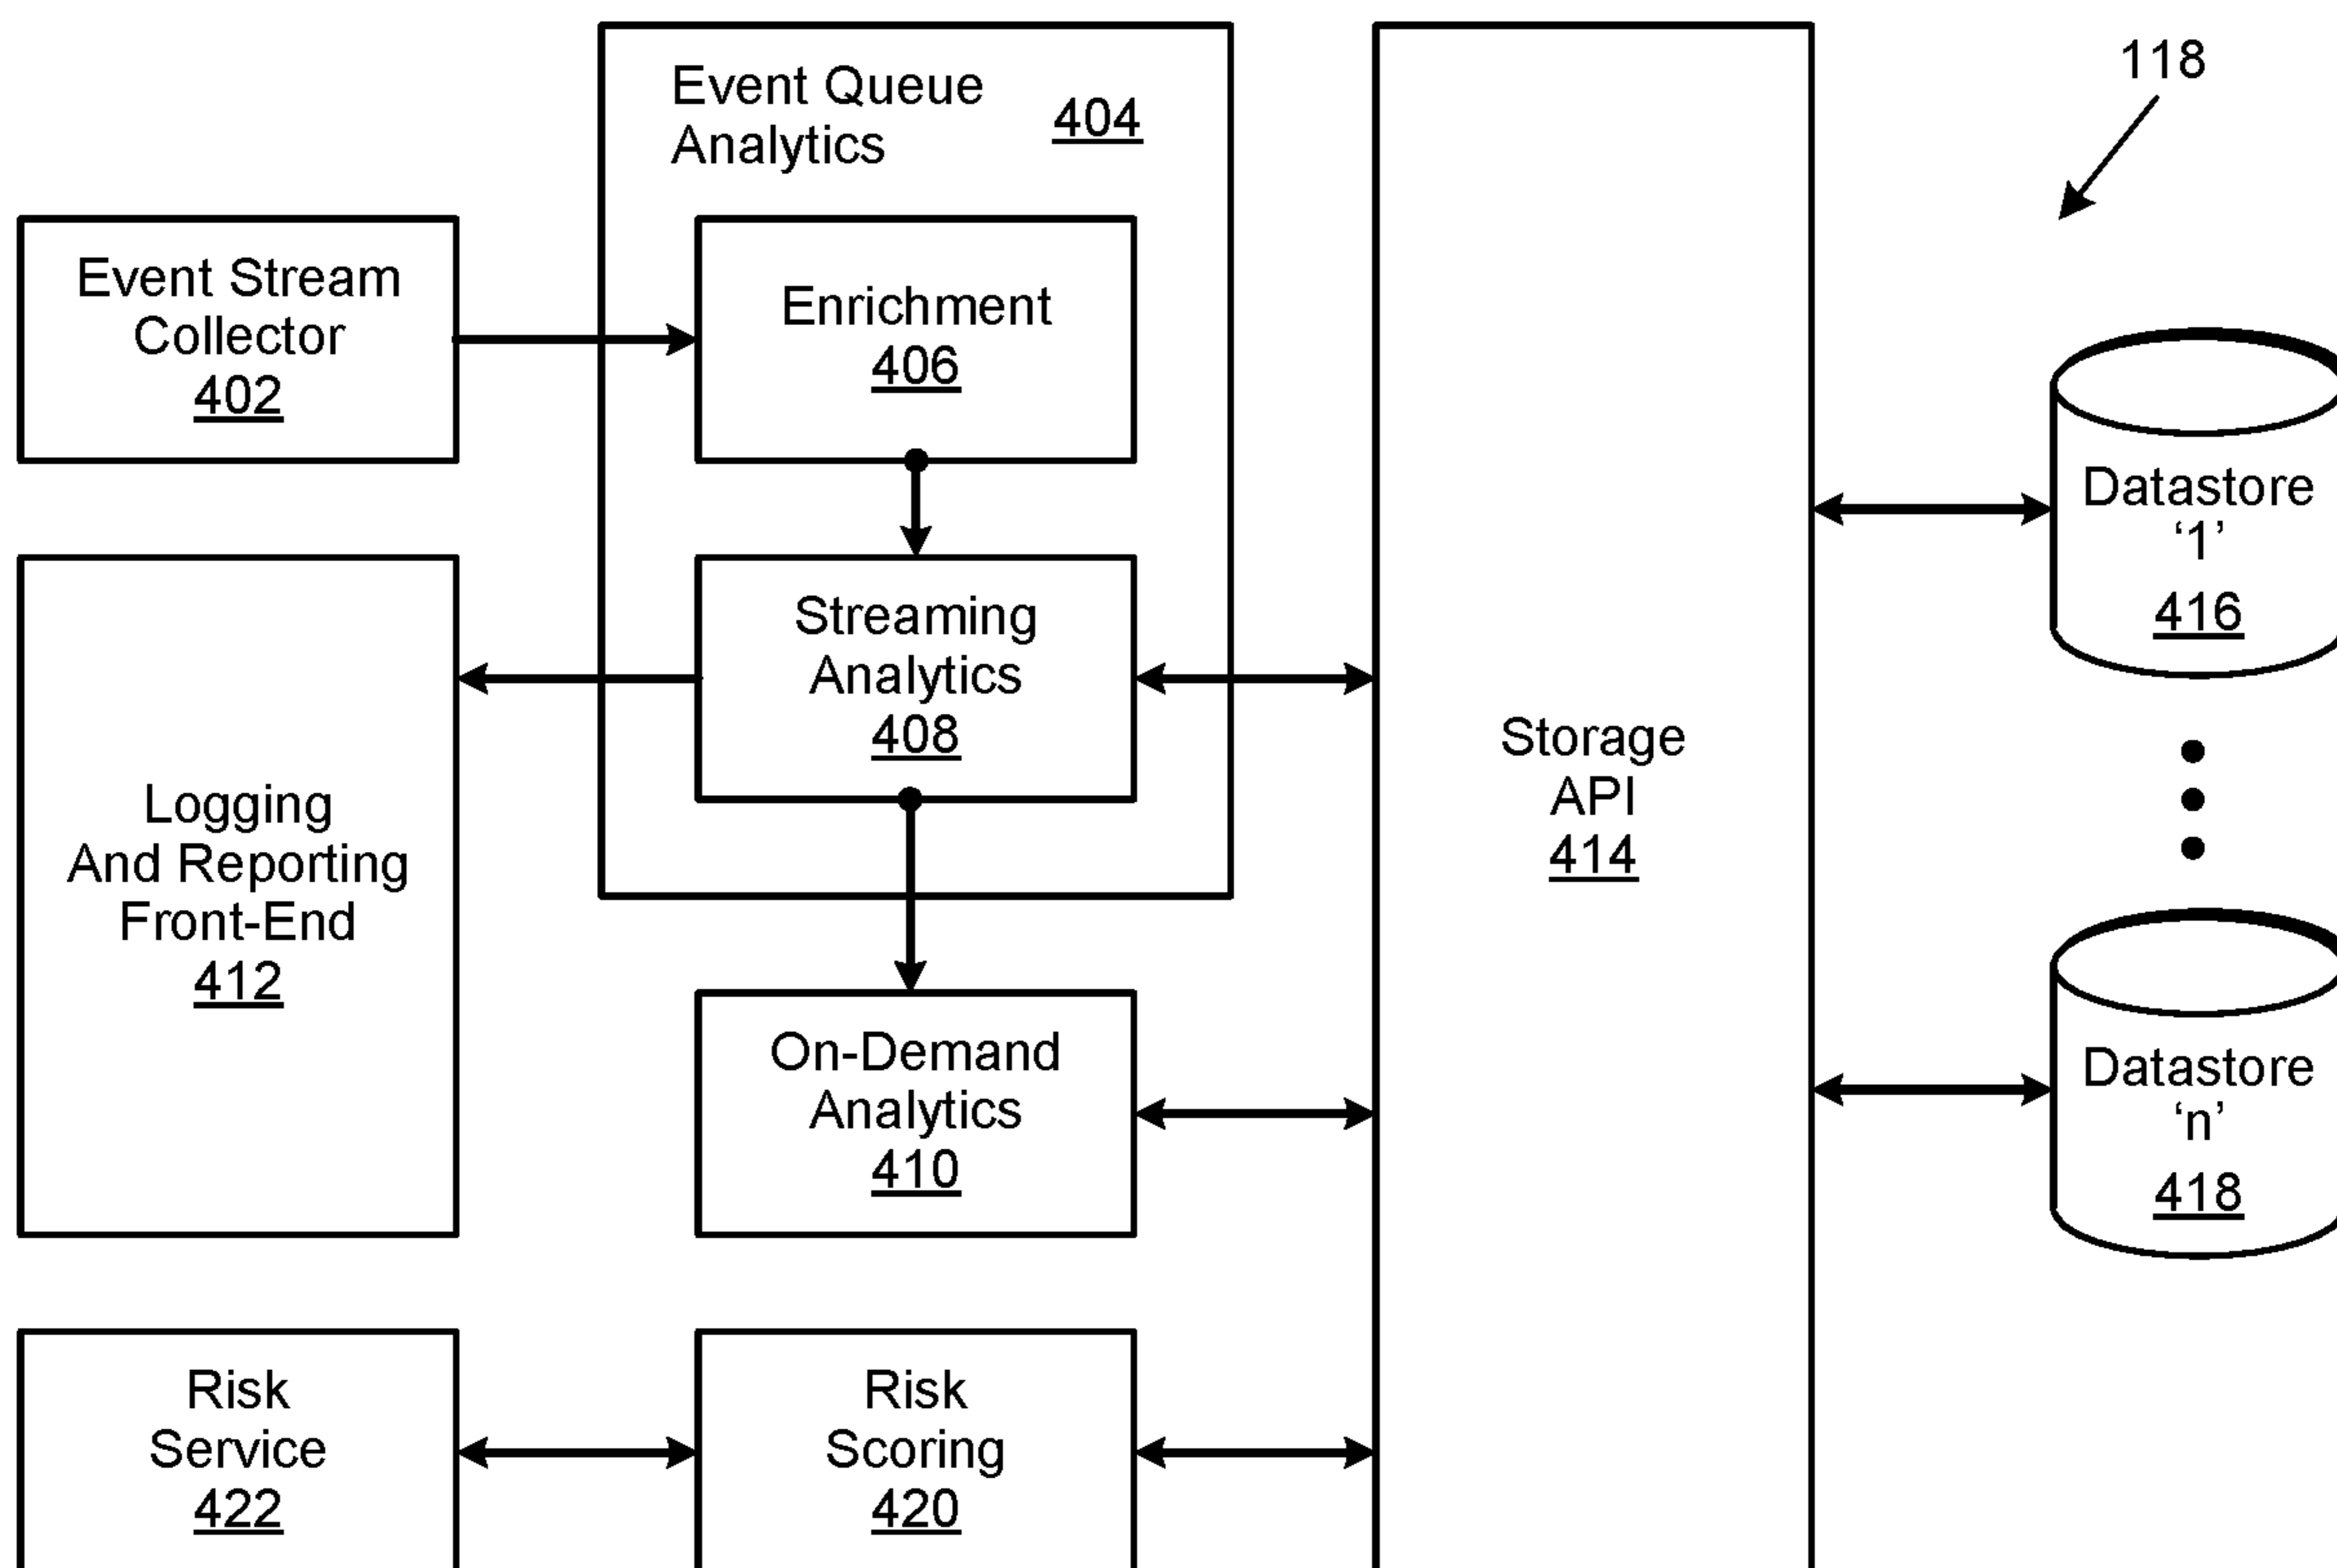 Event Queue
Analytics
404
118
Event Stream
Collector
402
Enrichment
406
Datastore
‘1’
416
Streaming
Analytics
408
Storage
API
414
Logging
And Reporting
Front-End
412
On-Demand
Analytics
410
Datastore
‘n’
418
Risk
Service
422
Risk
Scoring
420